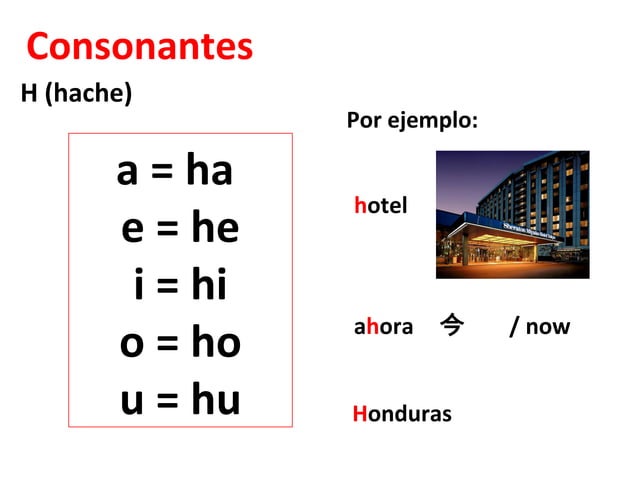 Consonantes
H (hache)
a = ha
e = he
i = hi
o = ho
u = hu
Por ejemplo:
hotel
ahora 今 / now
Honduras